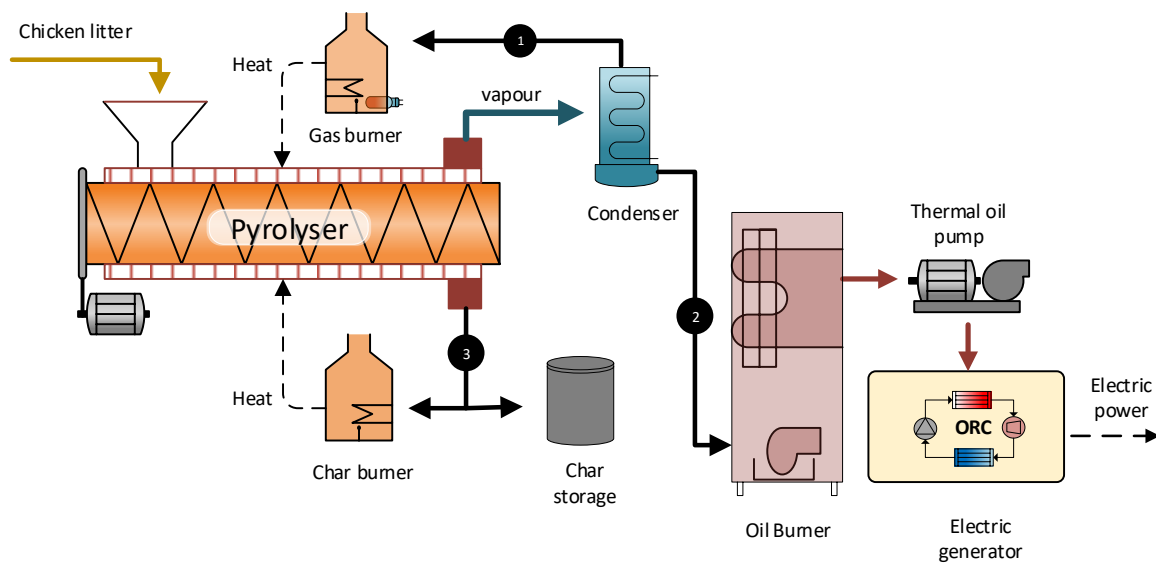 Chicken litter
1
Heat
Gas burner
vapour
Condenser
Pyrolyser
Thermal oil
pump
2
3
Heat
Char burner
Char
storage
Oil Burner
ORC
Electric
power
Electric
generator